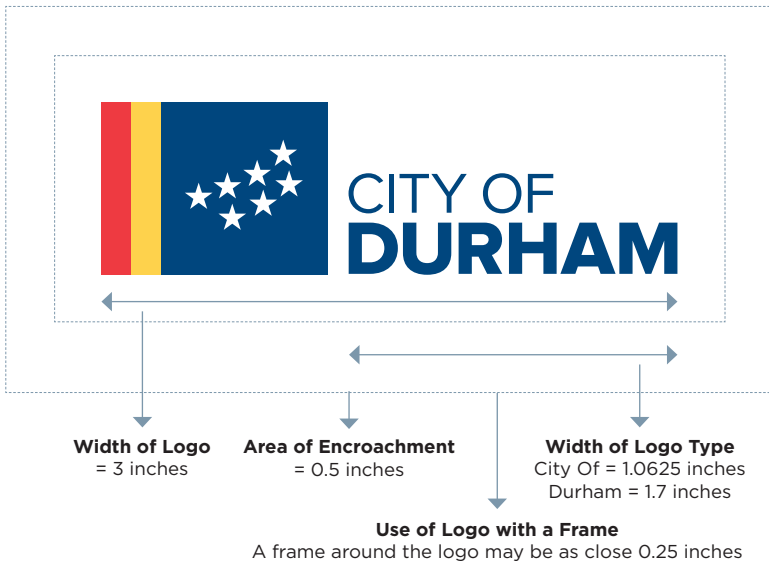 CITY OF
DURHAM
Width of Logo
= 3 inches
Area of Encroachment
= 0.5 inches
Width of Logo Type
City Of = 1.0625 inches
Durham = 1.7 inches
Use of Logo with a Frame
A frame around the logo may be as close 0.25 inches